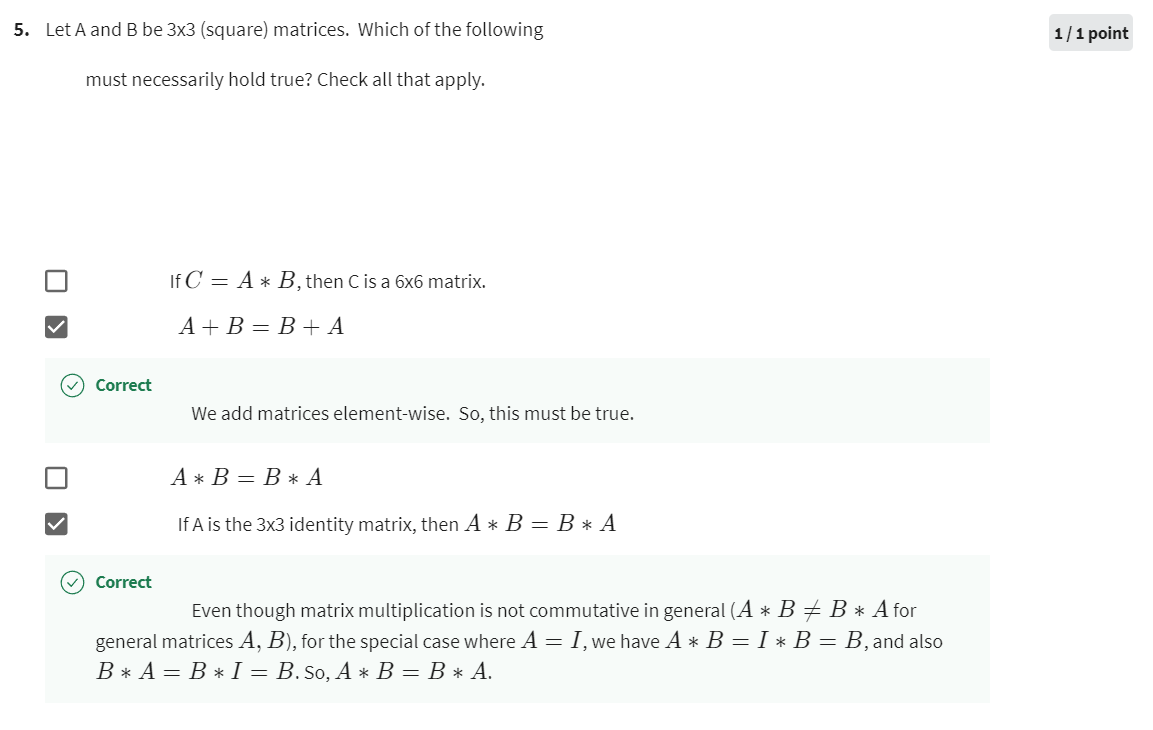 5. Let A and B be 3x3 (square) matrices. Which of the following
1 / 1 point
must necessarily hold true? Check all that apply.
If C = A ∗ B, then C is a 6x6 matrix.
A + B = B + A
Correct
We add matrices element-wise. So, this must be true.
A ∗ B = B ∗ A
If A is the 3x3 identity matrix, then A ∗ B = B ∗ A
Correct
Even though matrix multiplication is not commutative in general (A ∗ B ≠ B ∗ A for
general matrices A, B), for the special case where A = I, we have A ∗ B = I ∗ B = B, and also
B ∗ A = B ∗ I = B. So, A ∗ B = B ∗ A.